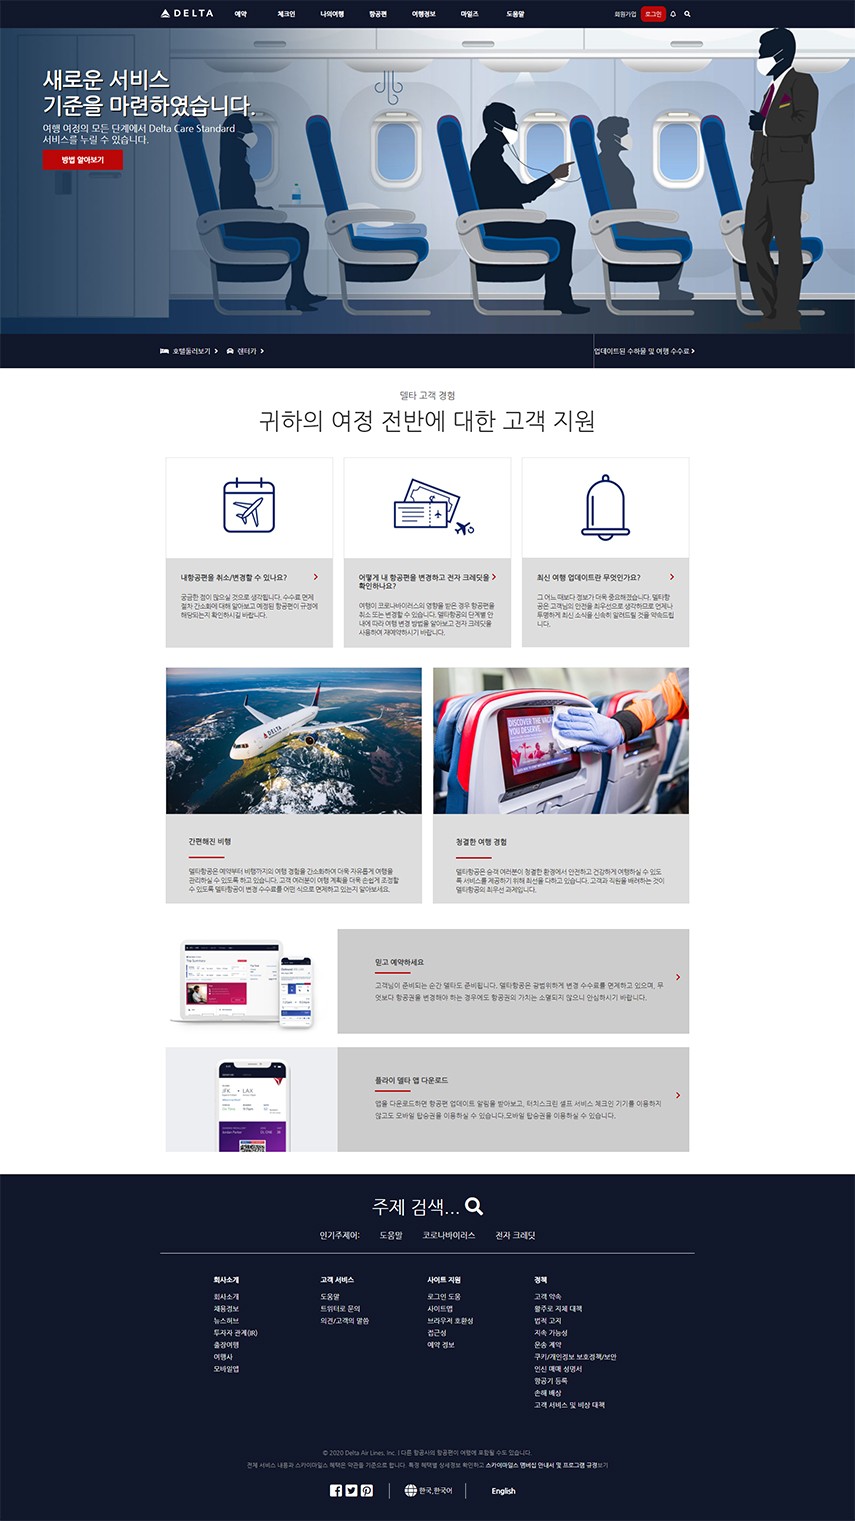 DELTA 예약 체크인 나의여행 항공편 여행정보 마일즈 도움말 회원가입 로그인
새로운 서비스
기준을 마련하였습니다.
여행 여정의 모든 단계에서 Delta Care Standard
서비스를 누릴 수 있습니다.
방법 알아보기
호텔둘러보기 렌터카 업데이트된 수하물 및 여행 수수료
델타 고객 경험
귀하의 여정 전반에 대한 고객 지원
내항공편을 취소/변경할 수 있나요?
궁금한 점이 많으실 것으로 생각됩니다. 수수료 면제
절차 간소화에 대해 알아보고 예정된 항공편이 규정에
해당되는지 확인하시길 바랍니다.
어떻게 내 항공편을 변경하고 전자 크레딧을
확인하나요?
여행이 코로나바이러스의 영향을 받은 경우 항공편을
취소 또는 변경할 수 있습니다. 델타항공의 단계별 안
내에 따라 여행 변경 방법을 알아보고 전자 크레딧을
사용하여 재예약하시기 바랍니다.
최신 여행 업데이트란 무엇인가요?
그 어느 때보다 정보가 더욱 중요해졌습니다. 델타항
공은 고객님의 안전을 최우선으로 생각하므로 언제나
투명하게 최신 소식을 신속히 알려드릴 것을 약속드립
니다.
DELTA
DISCOVER THE VACA
YOU DESERVE.
간편해진 비행
델타항공은 예약부터 비행까지의 여행 경험을 간소화하여 더욱 자유롭게 여행을
관리하실 수 있도록 하고 있습니다. 고객 여러분이 여행 계획을 더욱 손쉽게 조정할
수 있도록 델타항공이 변경 수수료를 어떤 식으로 면제하고 있는지 알아보세요.
청결한 여행 경험
델타항공은 승객 여러분이 청결한 환경에서 안전하고 건강하게 여행하실 수 있도
록 서비스를 제공하기 위해 최선을 다하고 있습니다. 고객과 직원을 배려하는 것이
델타항공의 최우선 과제입니다.
Trip Summary
믿고 예약하세요
고객님이 준비되는 순간 델타도 준비됩니다. 델타항공은 광범위하게 변경 수수료를 면제하고 있으며, 무
엇보다 항공권을 변경해야 하는 경우에도 항공권의 가치는 소멸되지 않으니 안심하시기 바랍니다.
JFK LAX
플라이 델타 앱 다운로드
앱을 다운로드하면 항공편 업데이트 알림을 받아보고, 터치스크린 셀프 서비스 체크인 기기를 이용하지
않고도 모바일 탑승권을 이용하실 수 있습니다.모바일 탑승권을 이용하실 수 있습니다.
주제 검색...
인기주제어: 도움말 코로나바이러스 전자 크레딧
회사소개
회사소개
채용정보
뉴스허브
투자자 관계(IR)
출장여행
여행사
모바일앱
고객 서비스
도움말
트위터로 문의
의견/고객의 말씀
사이트 지원
로그인 도움
사이트맵
브라우저 호환성
접근성
예약 정보
정책
고객 약속
활주로 지체 대책
법적 고지
지속 가능성
운송 계약
쿠키/개인정보 보호정책/보안
인신 매매 성명서
항공기 등록
손해 배상
고객 서비스 및 비상 대책
© 2020 Delta Air Lines, Inc. | 다른 항공사의 항공편이 여행에 포함될 수도 있습니다.
전체 서비스 내용과 스카이마일스 혜택은 약관을 기준으로 합니다. 특정 혜택별 상세정보 확인하고 스카이마일스 멤버십 안내서 및 프로그램 규정보기
한국,한국어 English